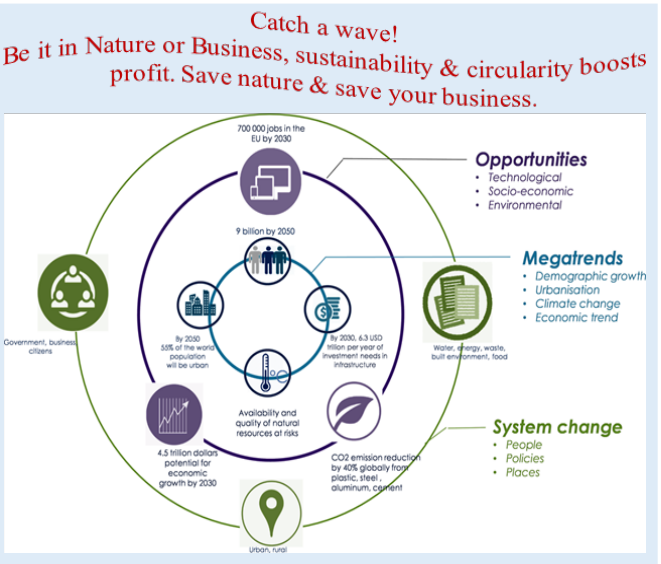 Catch a wave!
Be it in Nature or Business, sustainability & circularity boosts
profit. Save nature & save your business.
700 000 jobs in the
EU by 2030
Opportunities
• Technological
• Socio-economic
• Environmental
9 billion by 2050
Megatrends
• Demographic growth
• Urbanisation
• Climate change
• Economic trend
Government, business,
citizens
By 2050
55% of the world
population
will be urban
By 2030, 6.3 USD
trillion per year of
investment needs in
infrastructure
Water, energy, waste,
built environment, food
Availability and
quality of natural
resources at risks
4.5 trillion dollars
potential for
economic
growth by 2030
CO2 emission reduction
by 40% globally from
plastic, steel,
aluminum, cement
System change
• People
• Policies
• Places
Urban, rural